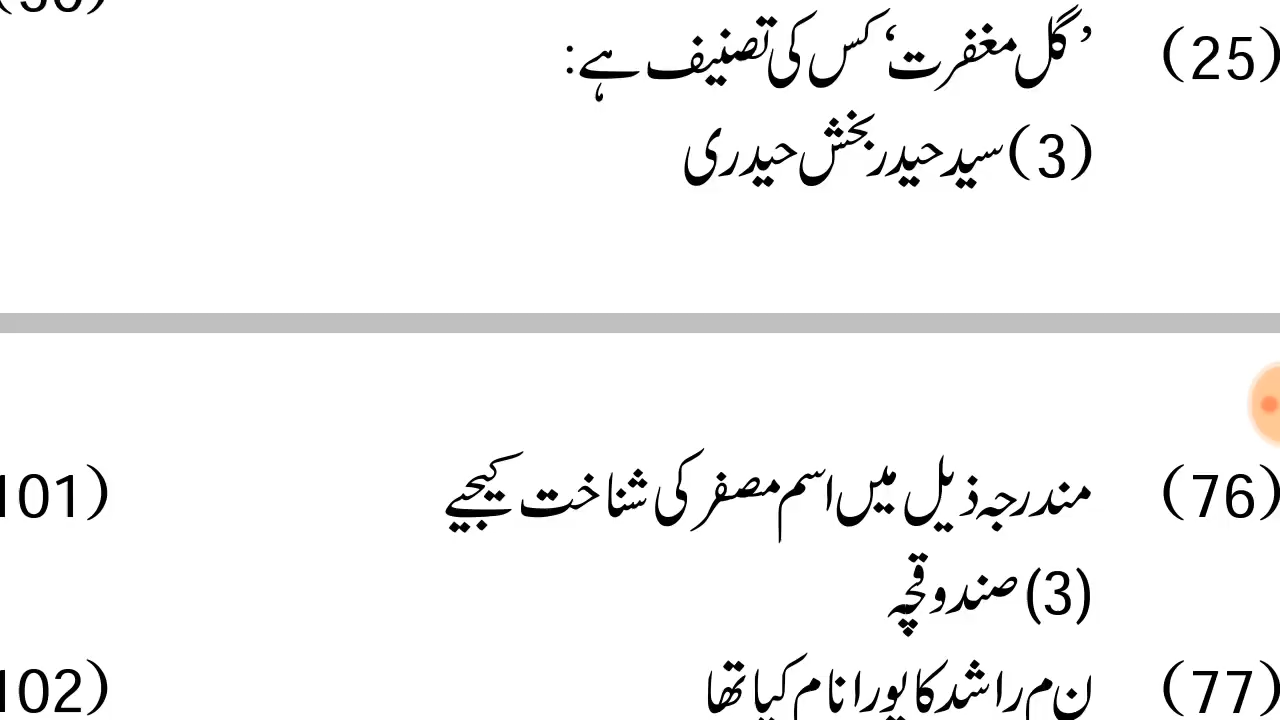 (25) ’گل مغفرت‘ کس کی تصنیف ہے:
(3) سید حیدر بخش حیدری
(76) مندرجہ ذیل میں اسم مصفر کی شناخت کیجیے
(101)
(3) صندوقچہ
(77) ن م راشد کا پورا نام کیا تھا
(102)